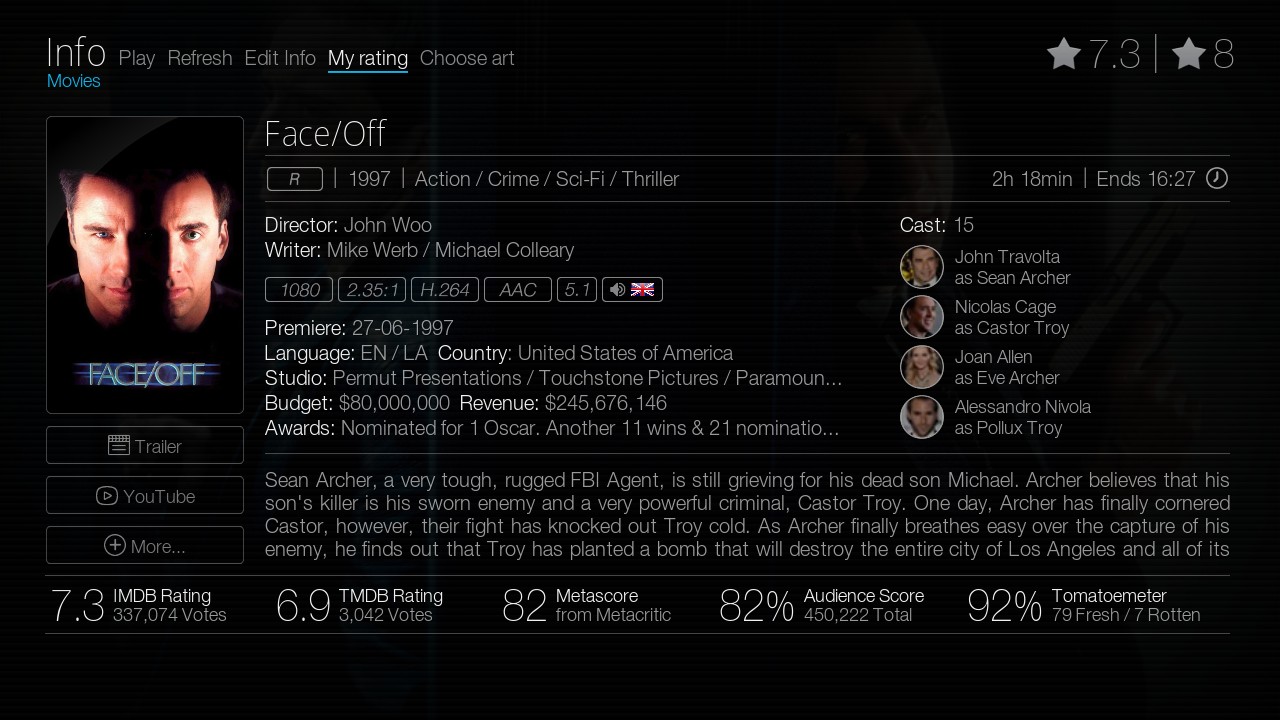 Info Play Refresh Edit Info My rating Choose art
Movies
7.3 | 8
FACE/OFF
Trailer
YouTube
More...
Face/Off
R | 1997 | Action / Crime / Sci-Fi / Thriller
2h 18min | Ends 16:27
Director: John Woo
Writer: Mike Werb / Michael Colleary
1080 2.35:1 H.264 AAC 5.1
Premiere: 27-06-1997
Language: EN / LA Country: United States of America
Studio: Permut Presentations / Touchstone Pictures / Paramoun...
Budget: $80,000,000 Revenue: $245,676,146
Awards: Nominated for 1 Oscar. Another 11 wins & 21 nominatio...
Cast: 15
John Travolta
as Sean Archer
Nicolas Cage
as Castor Troy
Joan Allen
as Eve Archer
Alessandro Nivola
as Pollux Troy
Sean Archer, a very tough, rugged FBI Agent, is still grieving for his dead son Michael. Archer believes that his
son's killer is his sworn enemy and a very powerful criminal, Castor Troy. One day, Archer has finally cornered
Castor, however, their fight has knocked out Troy cold. As Archer finally breathes easy over the capture of his
enemy, he finds out that Troy has planted a bomb that will destroy the entire city of Los Angeles and all of its
7.3 IMDB Rating
337,074 Votes
6.9 TMDB Rating
3,042 Votes
82 Metascore
from Metacritic
82% Audience Score
450,222 Total
92% Tomatoemeter
79 Fresh / 7 Rotten